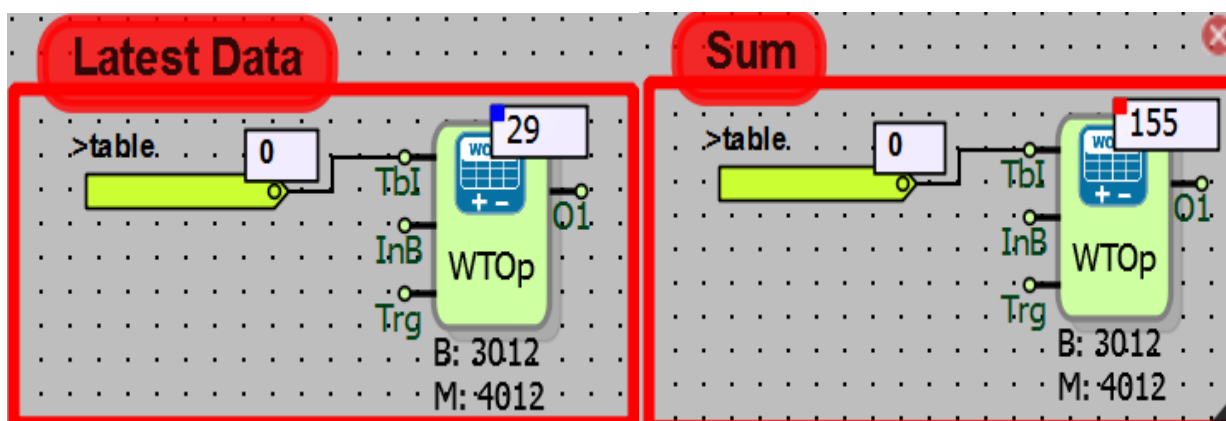 Latest Data
>table.
0
29
TbI
InB
Trg
WTOp
O1
B: 3012
M: 4012
Sum
>table.
0
155
TbI
InB
Trg
WTOp
O1
B: 3012
M: 4012